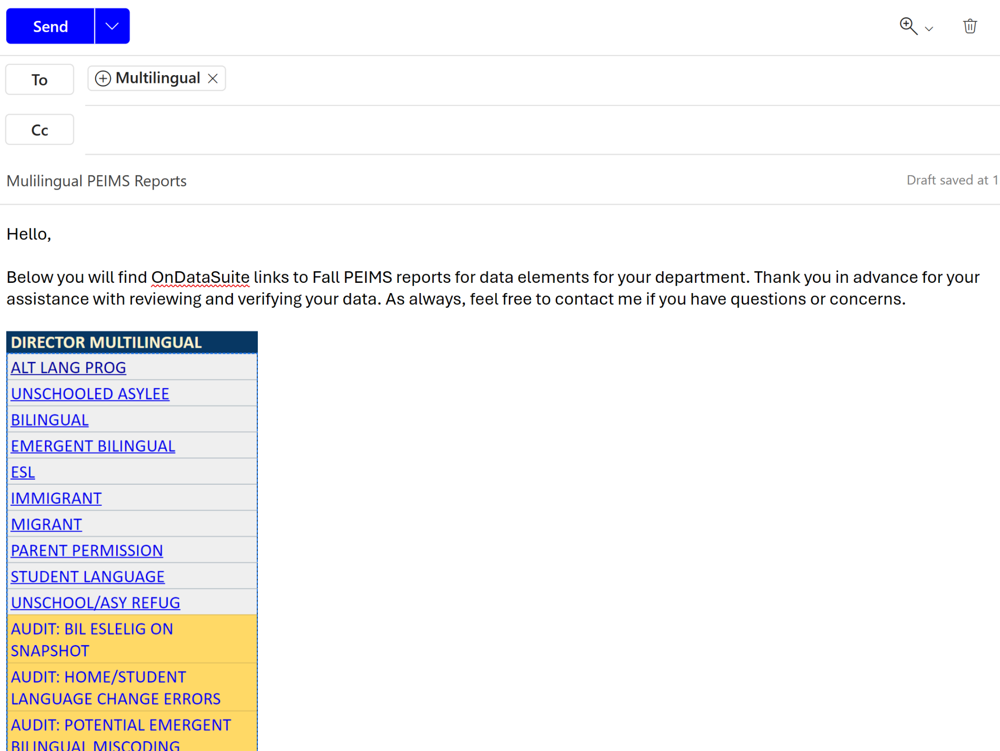 Send
To
Multilingual
Cc
Mulilingual PEIMS Reports
Draft saved at 1
Hello,
Below you will find OnDataSuite links to Fall PEIMS reports for data elements for your department. Thank you in advance for your
assistance with reviewing and verifying your data. As always, feel free to contact me if you have questions or concerns.
DIRECTOR MULTILINGUAL
ALT LANG PROG
UNSCHOOLED ASYLEE
BILINGUAL
EMERGENT BILINGUAL
ESL
IMMIGRANT
MIGRANT
PARENT PERMISSION
STUDENT LANGUAGE
UNSCHOOL/ASY REFUG
AUDIT: BIL ESLELIG ON
SNAPSHOT
AUDIT: HOME/STUDENT
LANGUAGE CHANGE ERRORS
AUDIT: POTENTIAL EMERGENT
BILINGUAL MISCODING